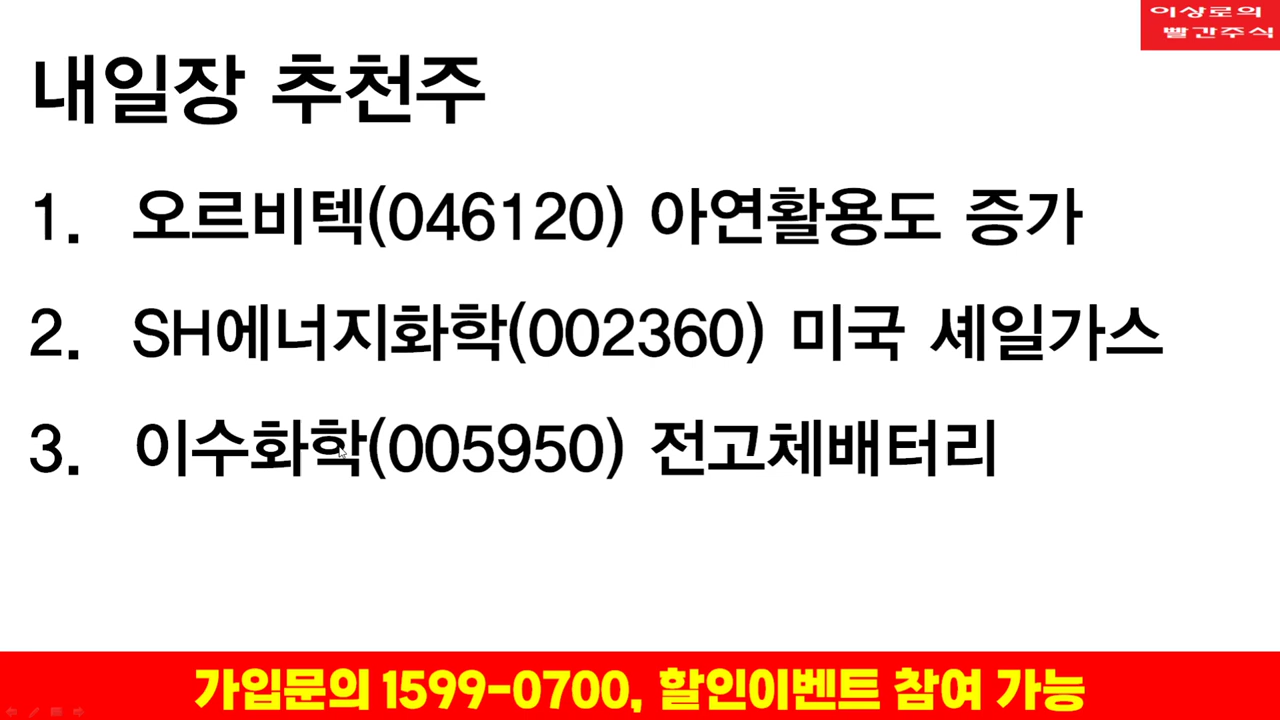 이상로의
빨간주식
내일장 추천주
1. 오르비텍(046120) 아연활용도 증가
2. SH에너지화학(002360) 미국 셰일가스
3. 이수화학(005950) 전고체배터리
가입문의 1599-0700, 할인이벤트 참여 가능